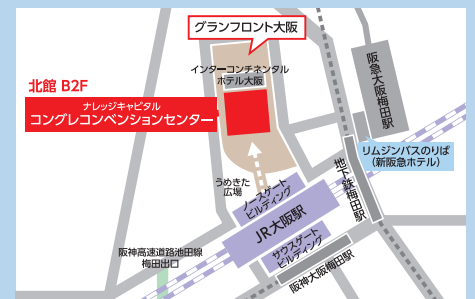 グランフロント大阪
インターコンチネンタル
ホテル大阪
北館 B2F
ナレッジキャピタル
コングレコンベンションセンター
阪急大阪梅田駅
リムジンバスのりば
（新阪急ホテル）
うめきた
広場
ノースゲート
ビルディング
地下鉄梅田駅
JR大阪駅
サウスゲート
ビルディング
阪神高速道路池田線
梅田出口
阪神大阪梅田駅